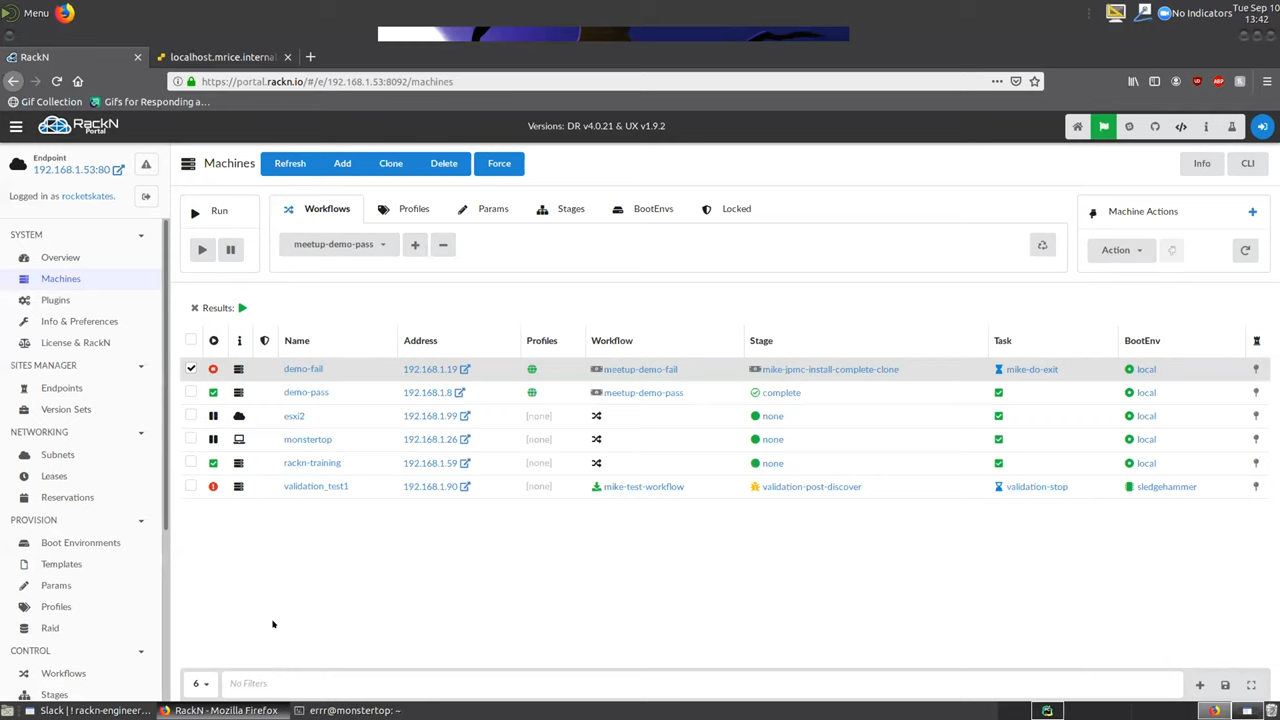 Menu
No Indicators
Tue Sep 10
13:42
RackN
localhost.mrice.interna
https://portal.rackn.io/#/e/192.168.1.53:8092/machines
Gif Collection
Gifs for Responding a...
RackN Portal
Versions: DR v4.0.21 & UX v1.9.2
Endpoint
192.168.1.53:80
Logged in as rocketskates.
Machines
Refresh
Add
Clone
Delete
Force
Info
CLI
Run
Workflows
Profiles
Params
Stages
BootEnvs
Locked
meetup-demo-pass
Machine Actions
Action
SYSTEM
Overview
Machines
Plugins
Info & Preferences
License & RackN
SITES MANAGER
Endpoints
Version Sets
NETWORKING
Subnets
Leases
Reservations
PROVISION
Boot Environments
Templates
Params
Profiles
Raid
CONTROL
Workflows
Stages
Results:
Name Address Profiles Workflow Stage Task BootEnv
demo-fail 192.168.1.19 meetup-demo-fail mike-jpmc-install-complete-clone mike-do-exit local
demo-pass 192.168.1.8 meetup-demo-pass complete local
esxi2 192.168.1.99 [none] none local
monstertop 192.168.1.26 [none] none local
rackn-training 192.168.1.59 [none] none local
validation_test1 192.168.1.90 [none] mike-test-workflow validation-post-discover validation-stop sledgehammer
6
No Filters
Slack | ! rackn-engineer...
RackN - Mozilla Firefox
errr@monstertop: ~